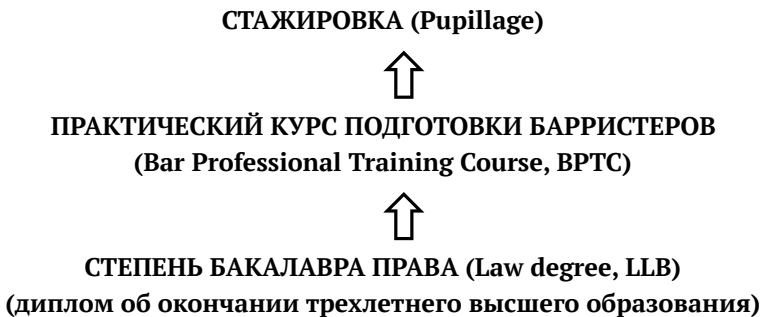 СТАЖИРОВКА (Pupillage)
ПРАКТИЧЕСКИЙ КУРС ПОДГОТОВКИ БАРРИСТЕРОВ
(Bar Professional Training Course, BPTC)
СТЕПЕНЬ БАКАЛАВРА ПРАВА (Law degree, LLB)
(диплом об окончании трехлетнего высшего образования)